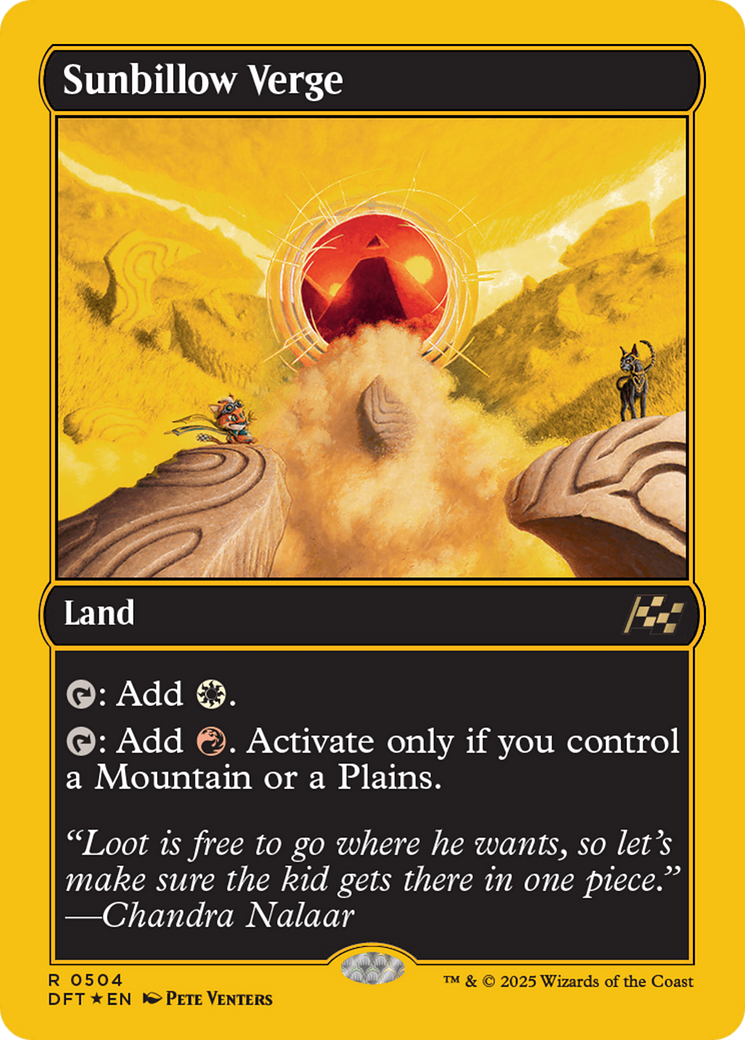 Sunbillow Verge
Land
: Add .
: Add . Activate only if you control
a Mountain or a Plains.
“Loot is free to go where he wants, so let’s
make sure the kid gets there in one piece.”
—Chandra Nalaar
R 0504
DFT★EN Pete Venters
™ & © 2025 Wizards of the Coast